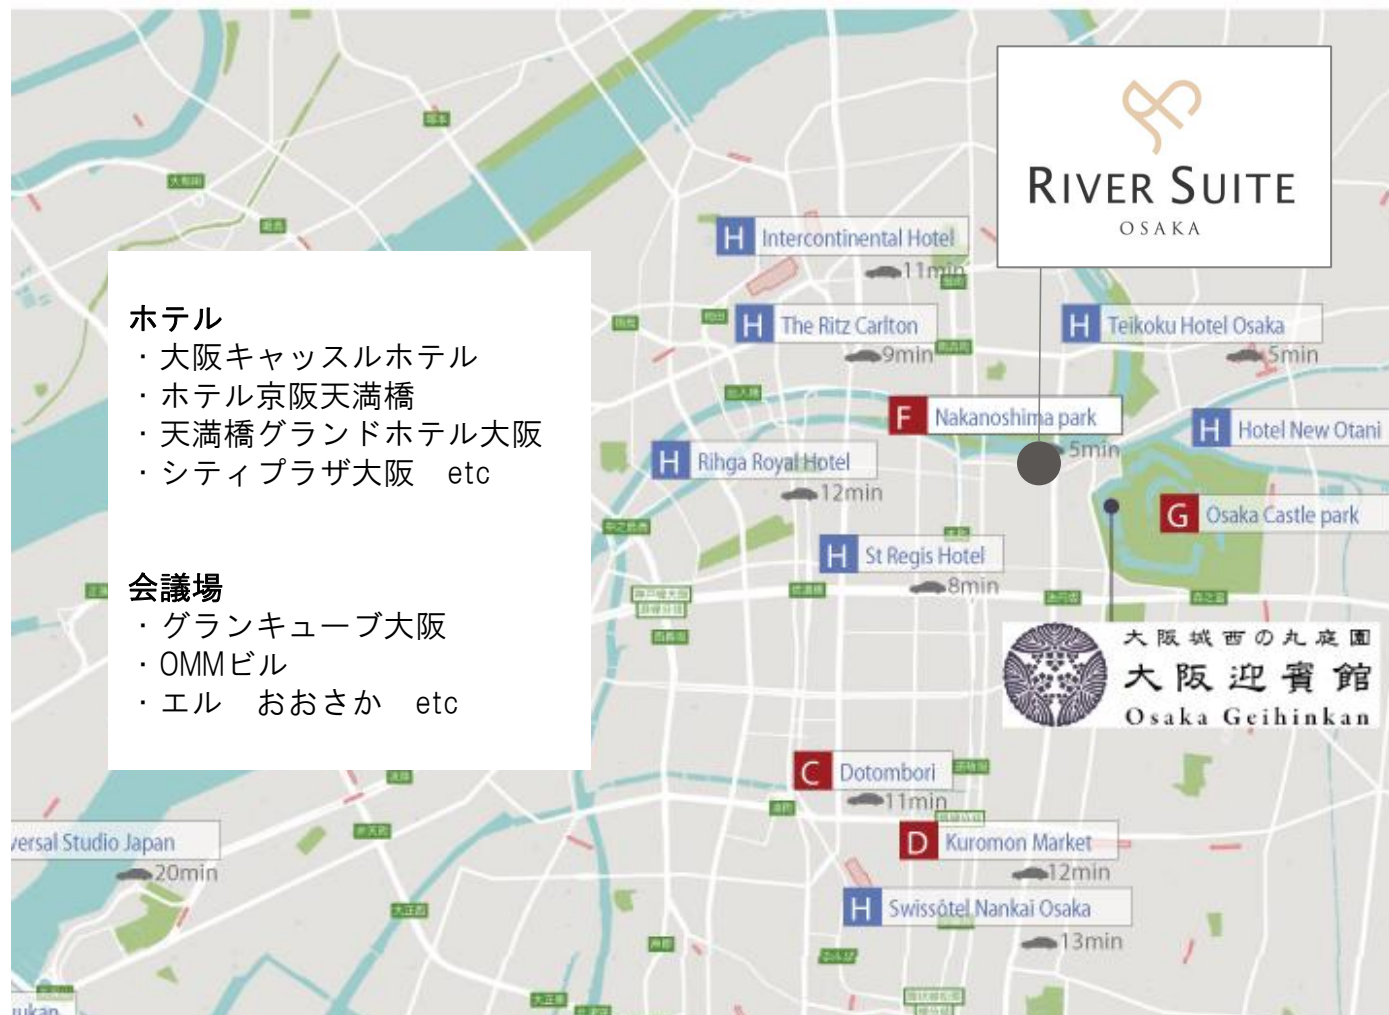 RIVER SUITE
OSAKA
H Intercontinental Hotel
11min
H The Ritz Carlton
9min
H Teikoku Hotel Osaka
5min
F Nakanoshima park
5min
H Hotel New Otani
H Rihga Royal Hotel
12min
G Osaka Castle park
H St Regis Hotel
8min
ホテル
・大阪キャッスルホテル
・ホテル京阪天満橋
・天満橋グランドホテル大阪
・シティプラザ大阪 etc
会議場
・グランキューブ大阪
・OMMビル
・エル おおさか etc
大阪城西の丸庭園
大阪迎賓館
Osaka Geihinkan
C Dotombori
11min
D Kuromon Market
12min
versal Studio Japan
20min
H Swissôtel Nankai Osaka
13min